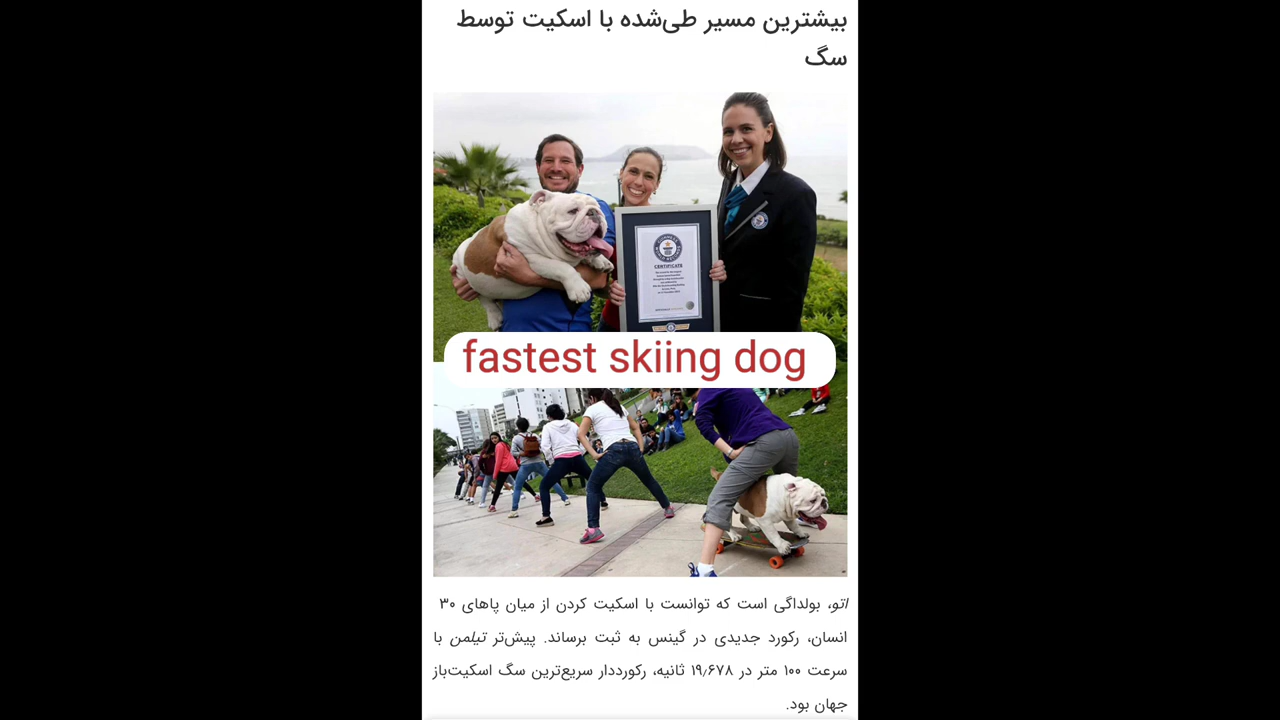 بیشترین مسیر طی‌شده با اسکیت توسط
سگ
CERTIFICATE
fastest skiing dog
اتو، بولداگی است که توانست با اسکیت کردن از میان پاهای ۳۰
انسان، رکورد جدیدی در گینس به ثبت برساند. پیش‌تر تیلمن با
سرعت ۱۰۰ متر در ۱۹٫۶۷۸ ثانیه، رکورددار سریع‌ترین سگ اسکیت‌باز
جهان بود.